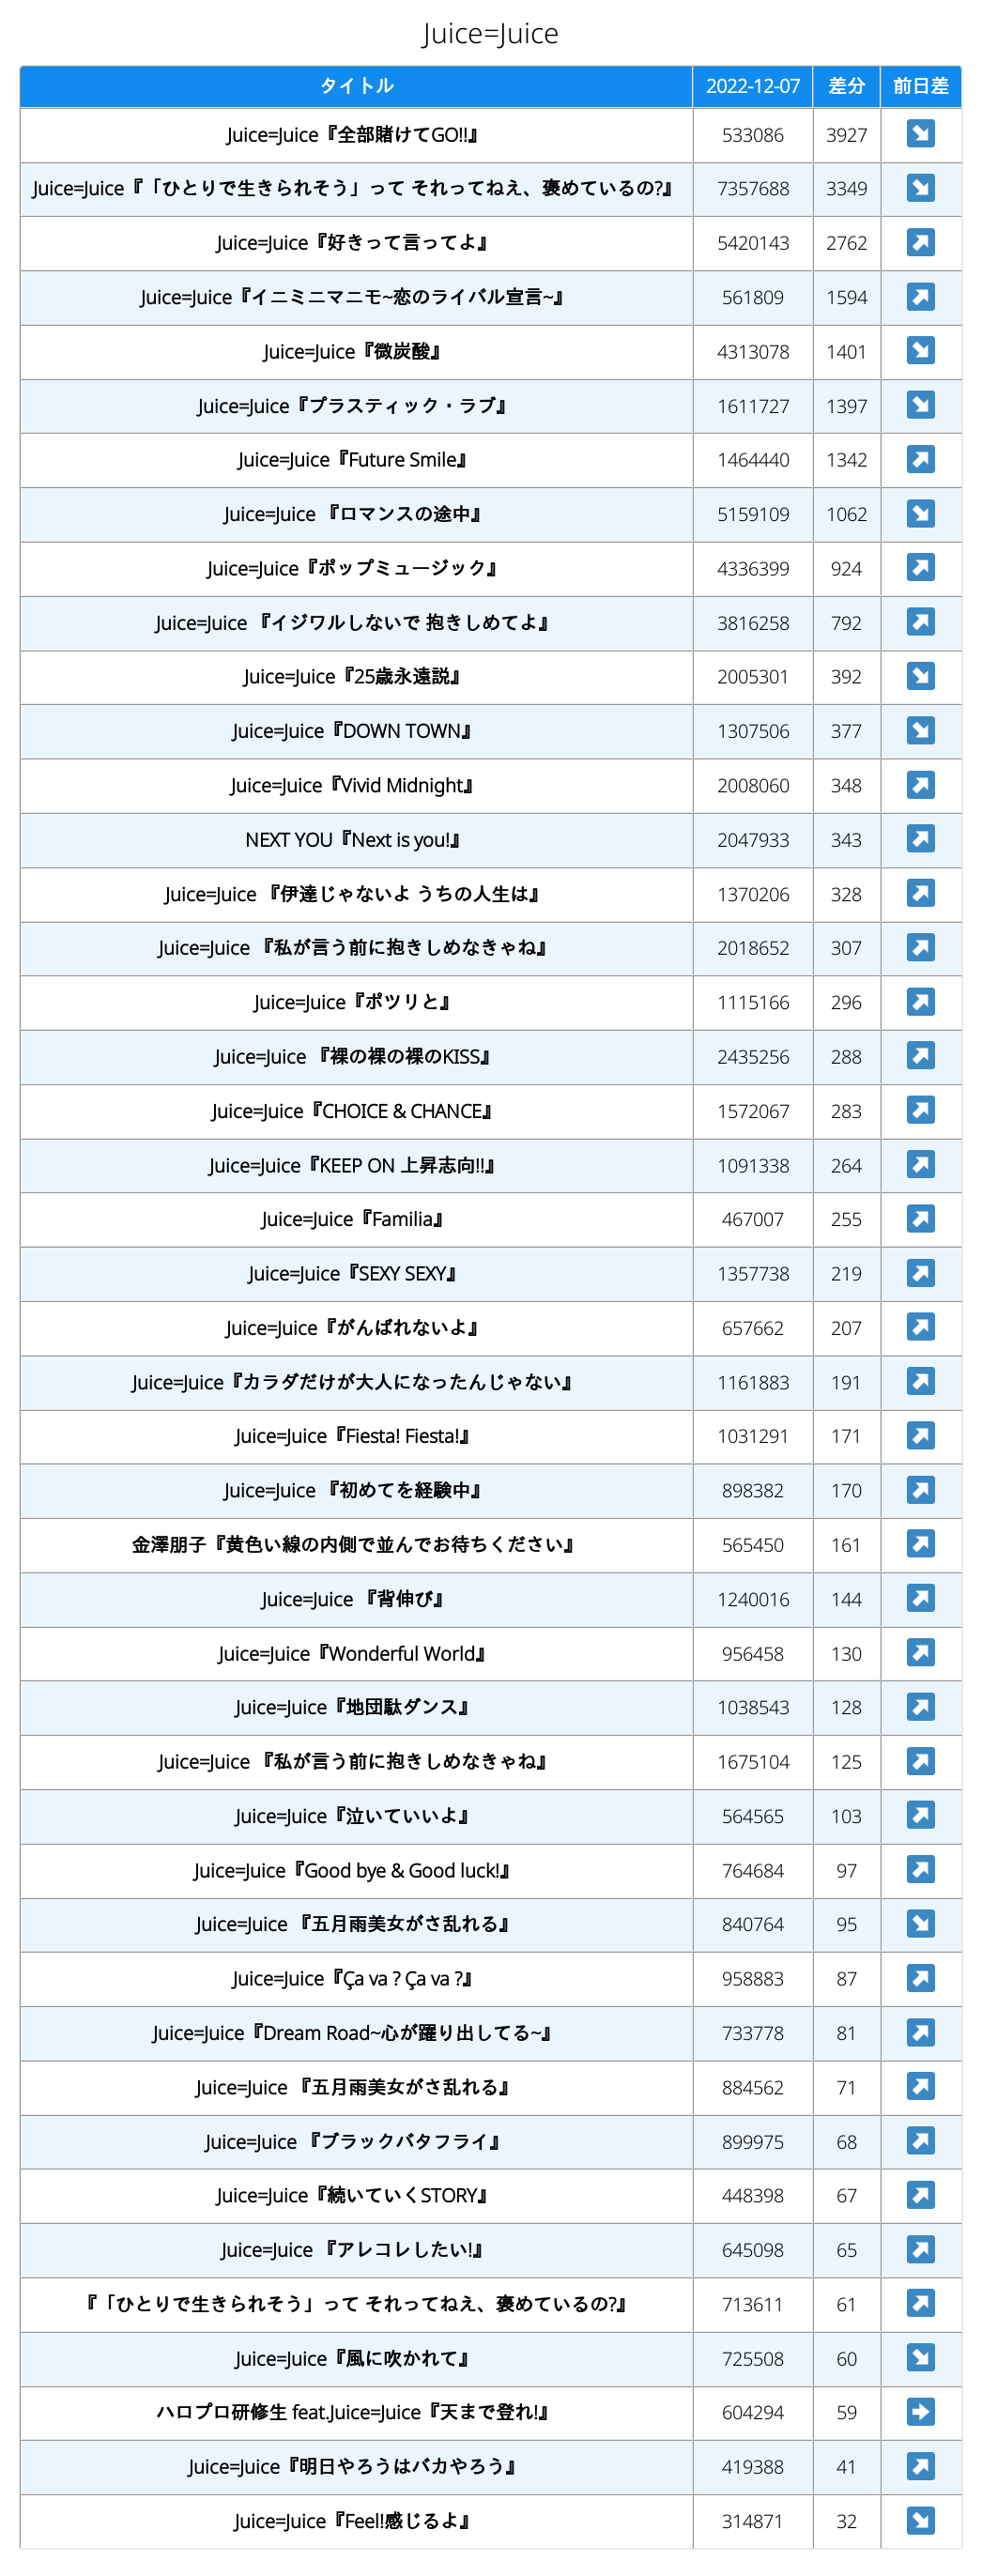 Juice=Juice
タイトル 2022-12-07 差分 前日差
Juice=Juice『全部賭けてGO!!』 533086 3927 ↘
Juice=Juice『「ひとりで生きられそう」って それってねえ、褒めているの?』 7357688 3349 ↘
Juice=Juice『好きって言ってよ』 5420143 2762 ↗
Juice=Juice『イニミニマニモ~恋のライバル宣言~』 561809 1594 ↗
Juice=Juice『微炭酸』 4313078 1401 ↘
Juice=Juice『プラスティック・ラブ』 1611727 1397 ↘
Juice=Juice『Future Smile』 1464440 1342 ↗
Juice=Juice 『ロマンスの途中』 5159109 1062 ↘
Juice=Juice『ポップミュージック』 4336399 924 ↗
Juice=Juice 『イジワルしないで 抱きしめてよ』 3816258 792 ↗
Juice=Juice『25歳永遠説』 2005301 392 ↘
Juice=Juice『DOWN TOWN』 1307506 377 ↘
Juice=Juice『Vivid Midnight』 2008060 348 ↗
NEXT YOU『Next is you!』 2047933 343 ↗
Juice=Juice 『伊達じゃないよ うちの人生は』 1370206 328 ↗
Juice=Juice 『私が言う前に抱きしめなきゃね』 2018652 307 ↗
Juice=Juice『ポツリと』 1115166 296 ↗
Juice=Juice 『裸の裸の裸のKISS』 2435256 288 ↗
Juice=Juice『CHOICE & CHANCE』 1572067 283 ↗
Juice=Juice『KEEP ON 上昇志向!!』 1091338 264 ↗
Juice=Juice『Familia』 467007 255 ↗
Juice=Juice『SEXY SEXY』 1357738 219 ↗
Juice=Juice『がんばれないよ』 657662 207 ↗
Juice=Juice『カラダだけが大人になったんじゃない』 1161883 191 ↗
Juice=Juice『Fiesta! Fiesta!』 1031291 171 ↗
Juice=Juice 『初めてを経験中』 898382 170 ↗
金澤朋子『黄色い線の内側で並んでお待ちください』 565450 161 ↗
Juice=Juice 『背伸び』 1240016 144 ↗
Juice=Juice『Wonderful World』 956458 130 ↗
Juice=Juice『地団駄ダンス』 1038543 128 ↗
Juice=Juice 『私が言う前に抱きしめなきゃね』 1675104 125 ↗
Juice=Juice『泣いていいよ』 564565 103 ↗
Juice=Juice『Good bye & Good luck!』 764684 97 ↗
Juice=Juice 『五月雨美女がさ乱れる』 840764 95 ↘
Juice=Juice『Ça va ? Ça va ?』 958883 87 ↗
Juice=Juice『Dream Road~心が躍り出してる~』 733778 81 ↗
Juice=Juice 『五月雨美女がさ乱れる』 884562 71 ↗
Juice=Juice 『ブラックバタフライ』 899975 68 ↗
Juice=Juice『続いていくSTORY』 448398 67 ↗
Juice=Juice 『アレコレしたい!』 645098 65 ↗
『「ひとりで生きられそう」って それってねえ、褒めているの?』 713611 61 ↗
Juice=Juice『風に吹かれて』 725508 60 ↘
ハロプロ研修生 feat.Juice=Juice『天まで登れ!』 604294 59 →
Juice=Juice『明日やろうはバカやろう』 419388 41 ↗
Juice=Juice『Feel!感じるよ』 314871 32 ↘